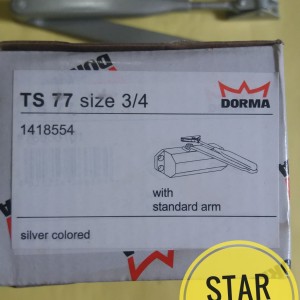 TS 77 size 3/4
DORMA
1418554
with
standard arm
silver colored
STAR